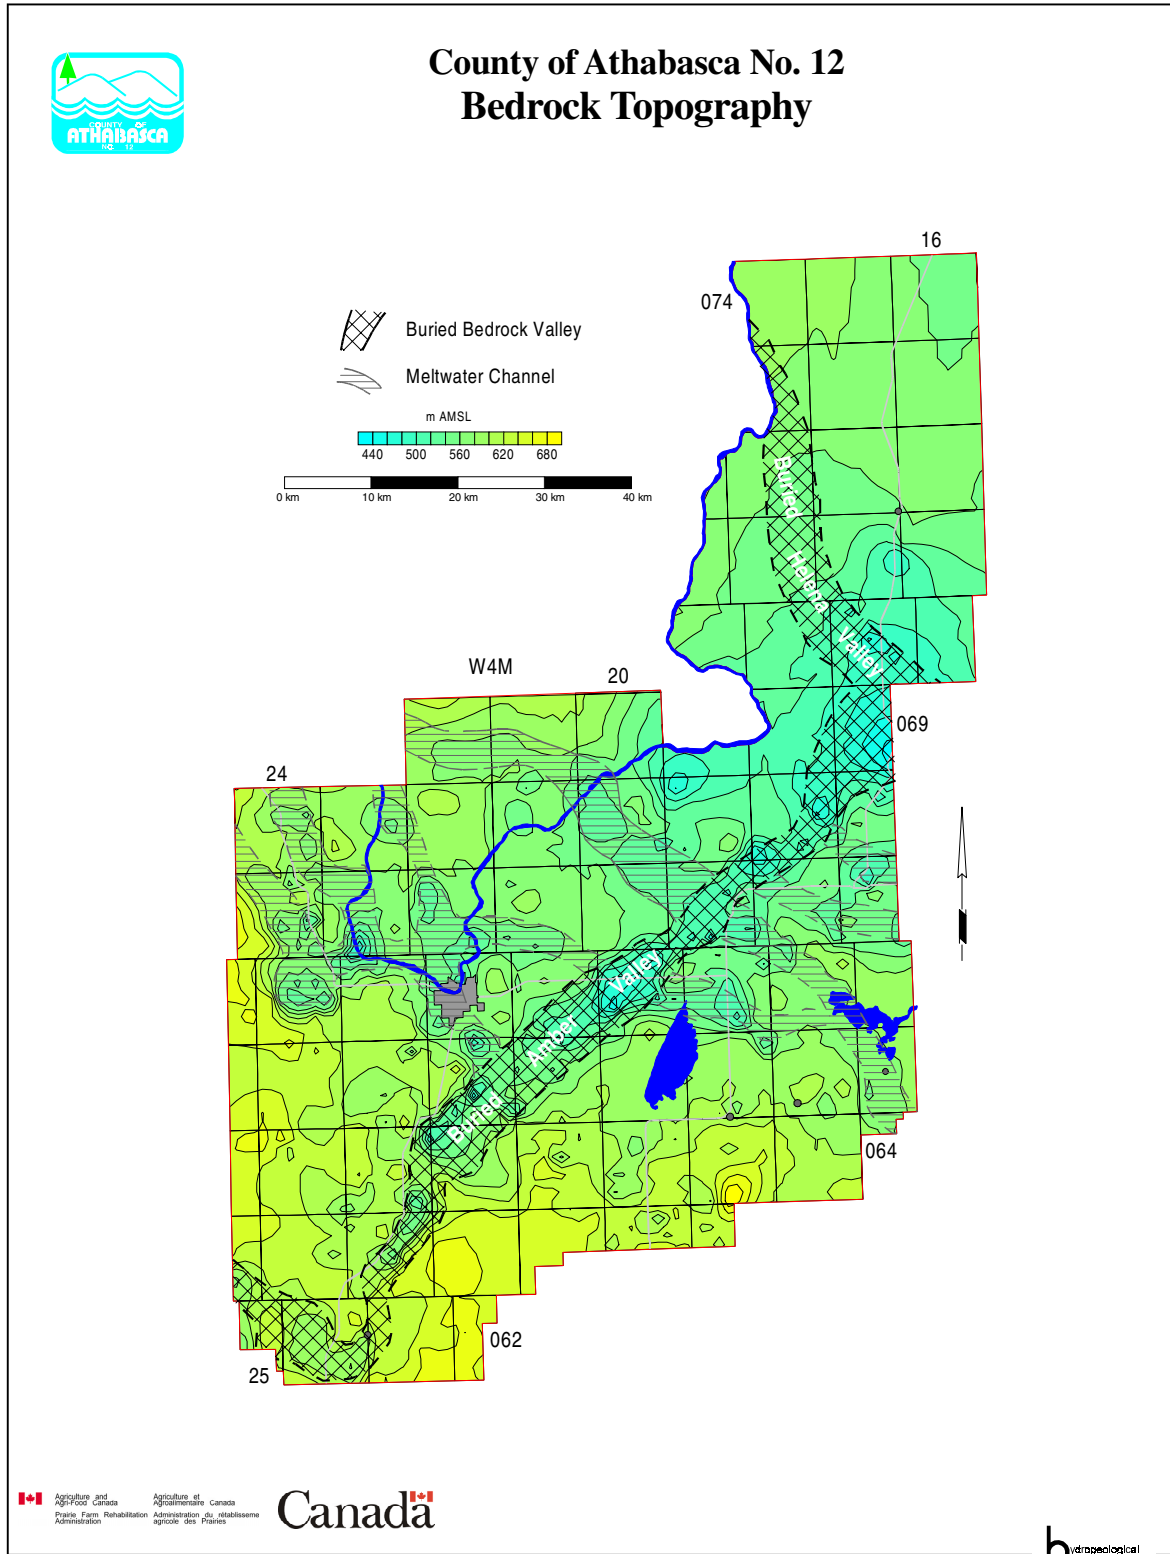 County of Athabasca No. 12
Bedrock Topography
COUNTY OF
ATHABASCA
NO. 12
16
074
Buried Bedrock Valley
Meltwater Channel
m AMSL
440 500 560 620 680
0 km 10 km 20 km 30 km 40 km
Buried
Helena
Valley
W4M
20
069
24
Valley
Amber
Buried
064
062
25
Agriculture and
Agri-Food Canada
Agriculture et
Agroalimentaire Canada
Prairie Farm Rehabilitation
Administration
Administration du rétablisseme
agricole des Prairies
Canada
hydrogeological